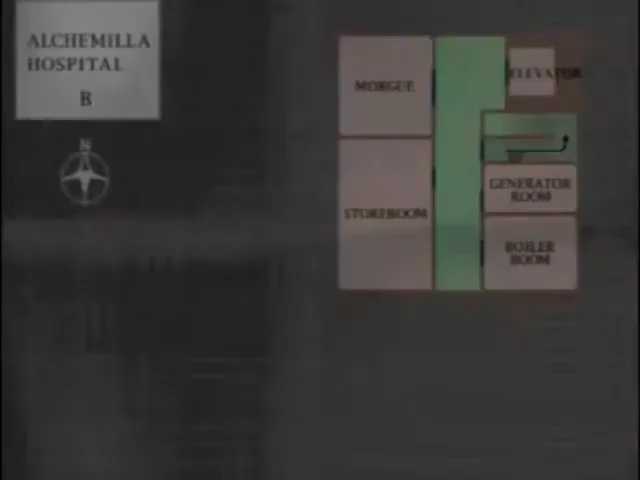 ALCHEMILLA
HOSPITAL
B
N
MORGUE
ELEVATOR
GENERATOR
ROOM
STOREROOM
BOILER
ROOM